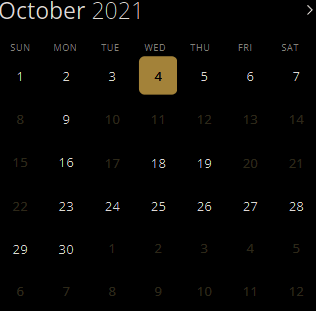 October 2021
SUN MON TUE WED THU FRI SAT
1 2 3 4 5 6 7
8 9 10 11 12 13 14
15 16 17 18 19 20 21
22 23 24 25 26 27 28
29 30 1 2 3 4 5
6 7 8 9 10 11 12